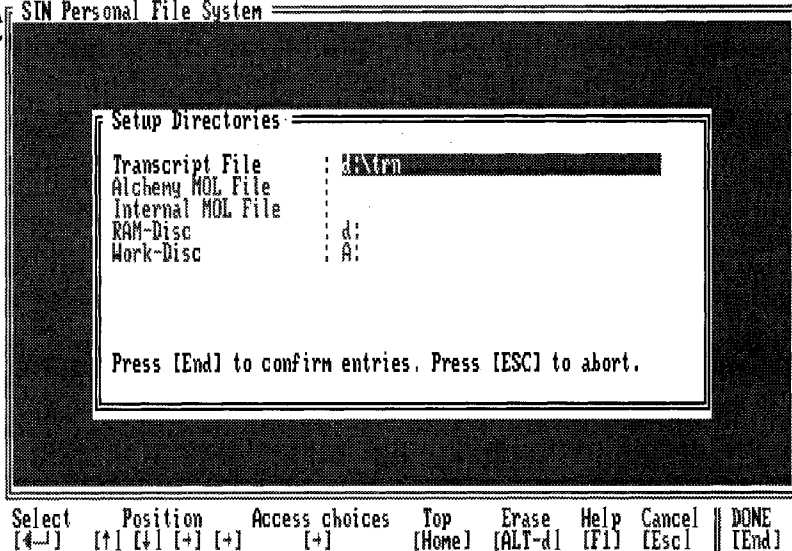 SIN Personal File System
Setup Directories
Transcript File : d:\trn
Alchemy MOL File :
Internal MOL File :
RAM-Disc : d:
Work-Disc : A:
Press [End] to confirm entries. Press [ESC] to abort.
Select Position Access choices Top Erase Help Cancel ‖ DONE
[◄─┘] [↑] [↓] [→] [→] [+] [Home] [ALT-d] [F1] [Esc] ‖ [End]